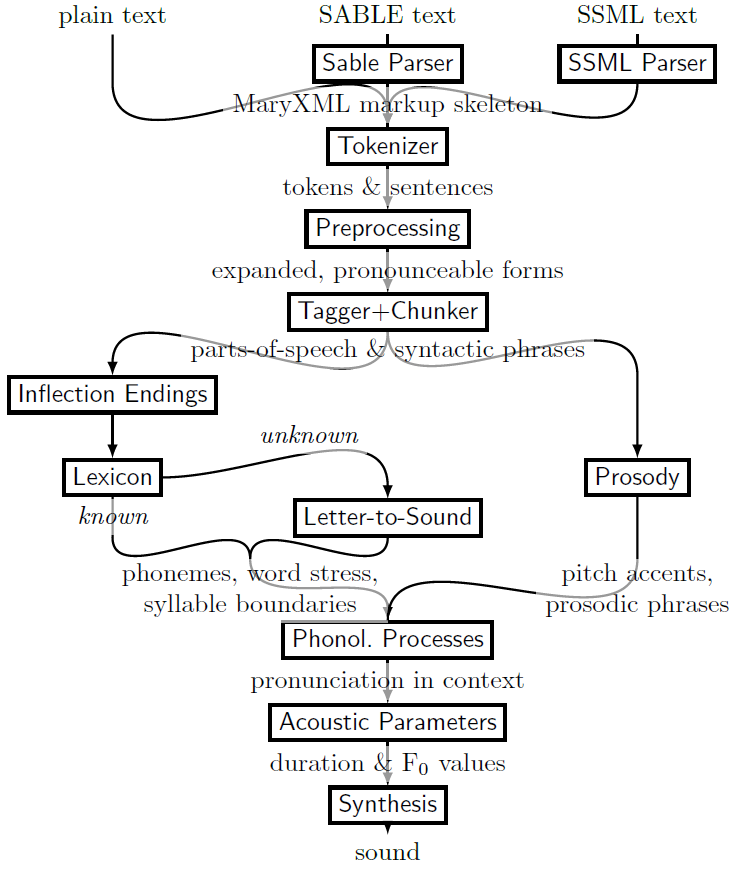 plain text
SABLE text
SSML text
Sable Parser
SSML Parser
MaryXML markup skeleton
Tokenizer
tokens & sentences
Preprocessing
expanded, pronounceable forms
Tagger+Chunker
parts-of-speech & syntactic phrases
Inflection Endings
unknown
Lexicon
Prosody
known
Letter-to-Sound
phonemes, word stress,
syllable boundaries
pitch accents,
prosodic phrases
Phonol. Processes
pronunciation in context
Acoustic Parameters
duration & F₀ values
Synthesis
sound